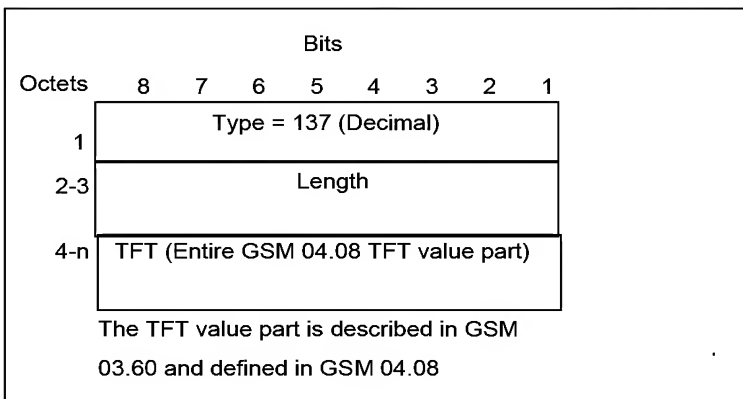 Bits
Octets 8 7 6 5 4 3 2 1
1 Type = 137 (Decimal)
2-3 Length
4-n TFT (Entire GSM 04.08 TFT value part)
The TFT value part is described in GSM
03.60 and defined in GSM 04.08